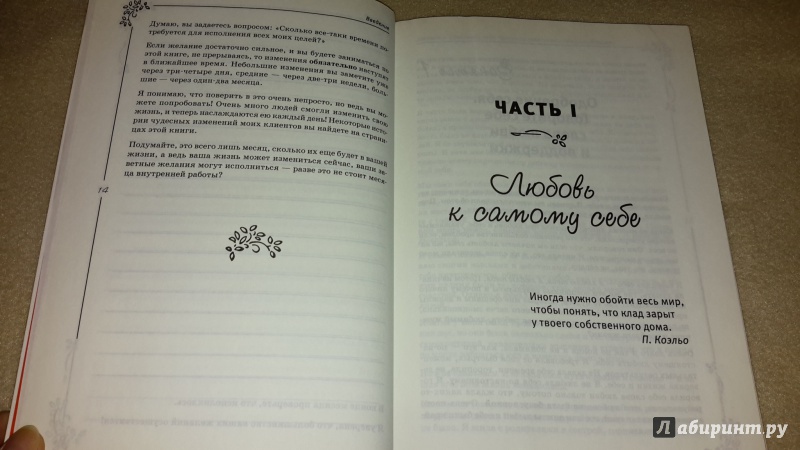 Введение
Думаю, вы задаетесь вопросом: «Сколько все-таки времени по-
требуется для исполнения всех моих целей?»
Если желание достаточно сильное, и вы будете заниматься по
этой книге, не прерываясь, то изменения обязательно наступят
в ближайшее время. Небольшие изменения вы заметите уже
через три-четыре дня, средние — через две-три недели, боль-
шие — через один-два месяца.
Я понимаю, что поверить в это очень непросто, но ведь вы мо-
жете попробовать! Очень много людей смогли изменить свою
жизнь, и теперь наслаждаются ею каждый день! Некоторые исто-
рии чудесных изменений моих клиентов вы найдете на страни-
цах этой книги.
Подумайте, это всего лишь месяц, сколько их еще будет в вашей
жизни, а ведь ваша жизнь может измениться сейчас, ваши за-
ветные желания могут исполниться — разве это не стоит меся-
ца внутренней работы?
14
ЧАСТЬ I
Любовь
к самому себе
Иногда нужно обойти весь мир,
чтобы понять, что клад зарыт
у твоего собственного дома.
П. Коэльо
Лабиринт.ру